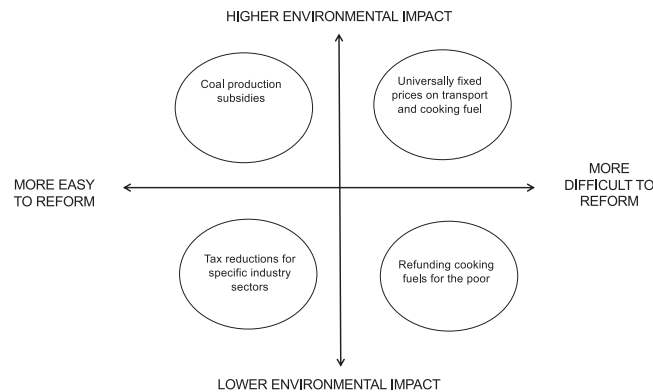 HIGHER ENVIRONMENTAL IMPACT
Coal production
subsidies
Universally fixed
prices on transport
and cooking fuel
MORE EASY
TO REFORM
MORE
DIFFICULT TO
REFORM
Tax reductions for
specific industry
sectors
Refunding cooking
fuels for the poor
LOWER ENVIRONMENTAL IMPACT